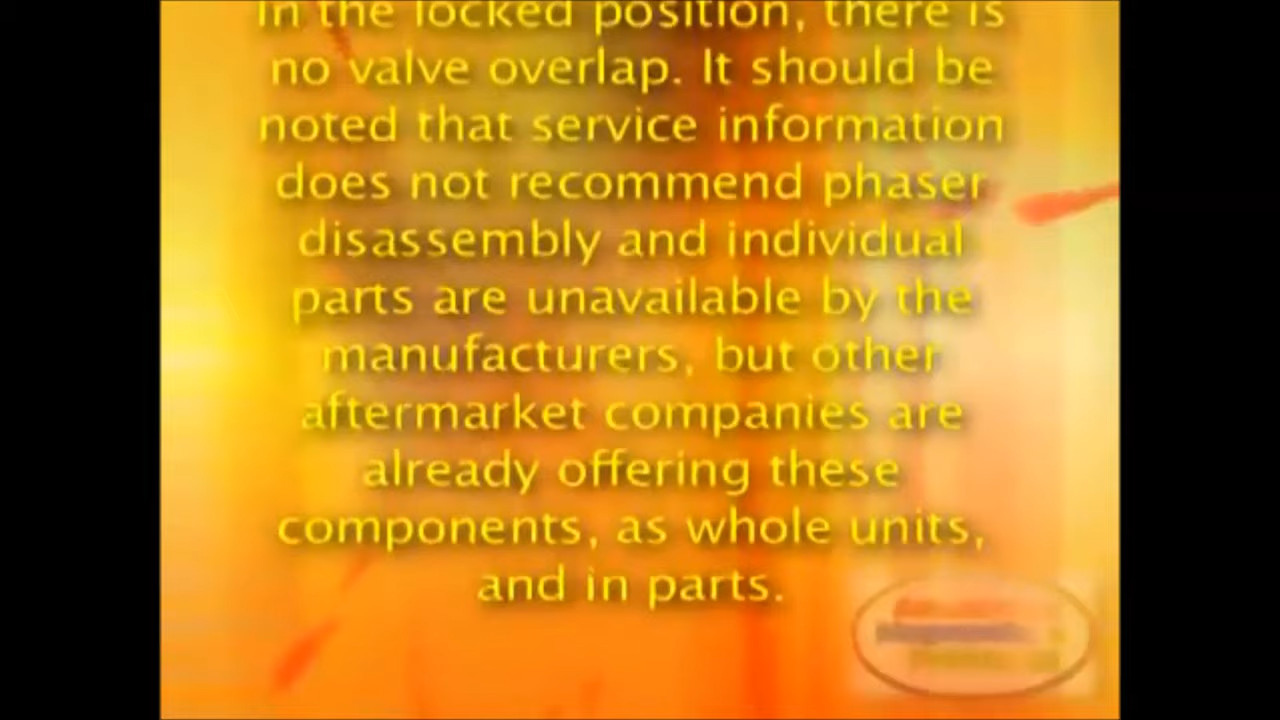 In the locked position, there is
no valve overlap. It should be
noted that service information
does not recommend phaser
disassembly and individual
parts are unavailable by the
manufacturers, but other
aftermarket companies are
already offering these
components, as whole units,
and in parts.